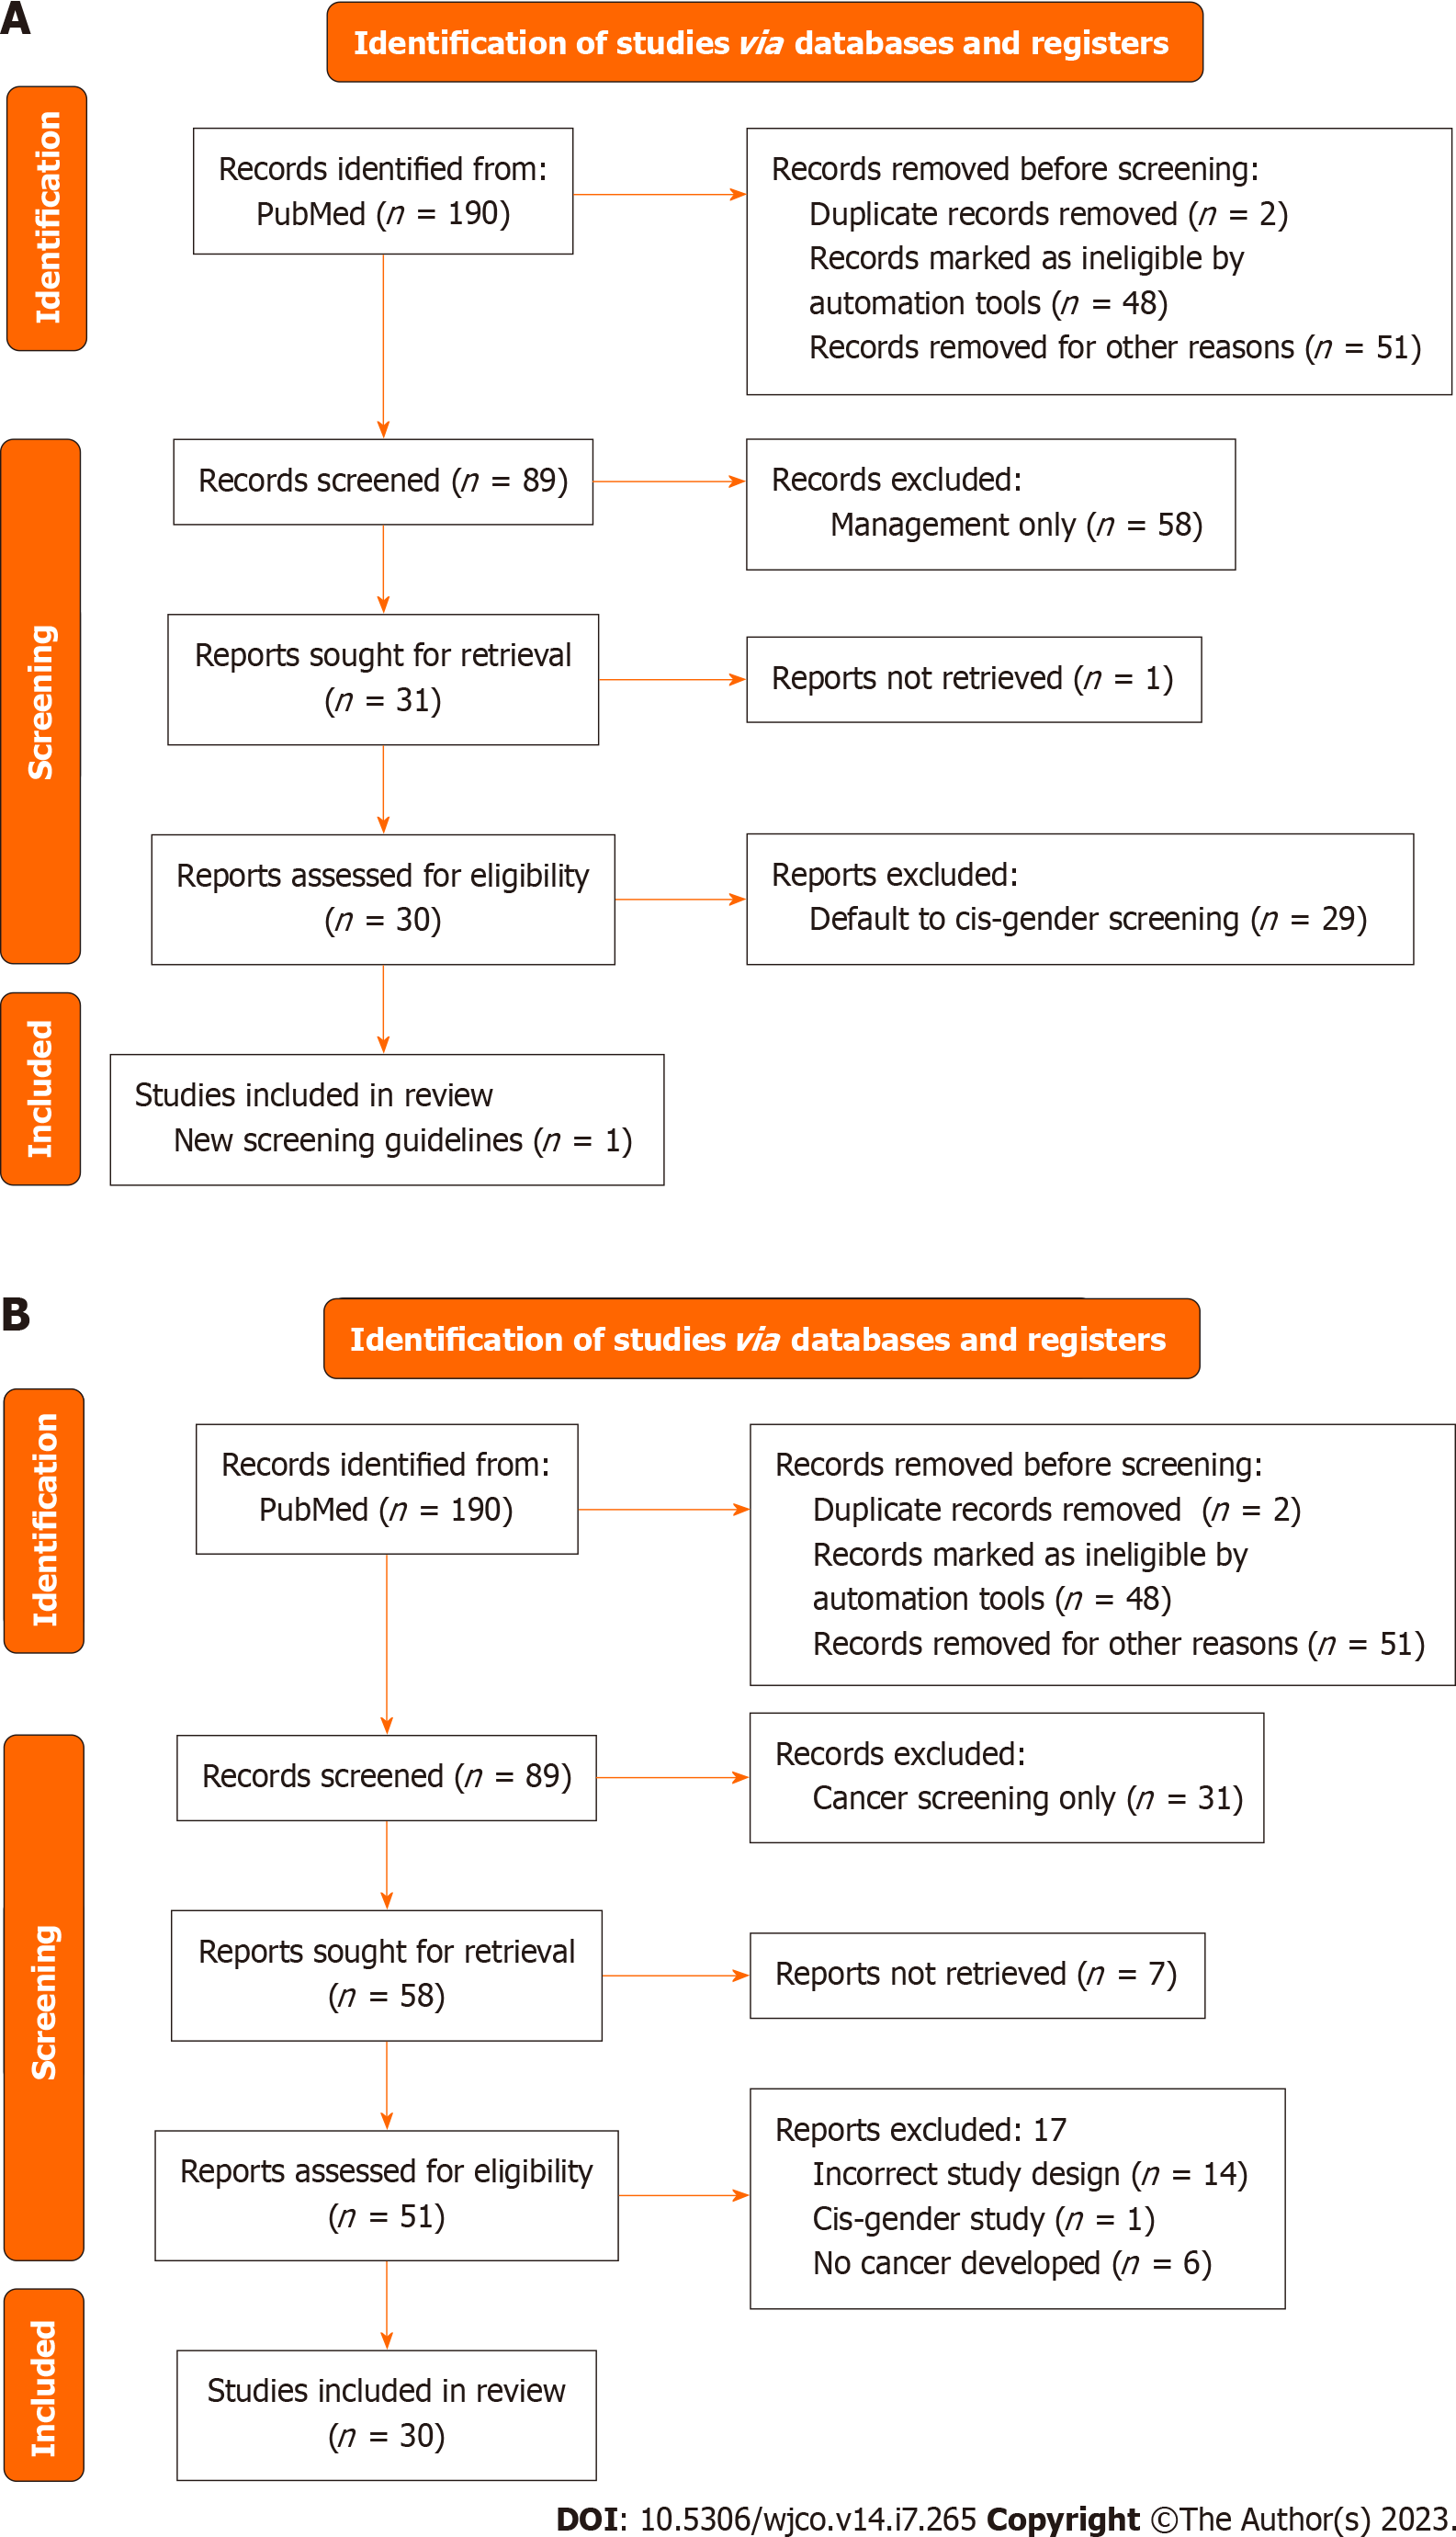 A
Identification of studies via databases and registers
Identification
Records identified from:
PubMed (n = 190)
Records removed before screening:
Duplicate records removed (n = 2)
Records marked as ineligible by
automation tools (n = 48)
Records removed for other reasons (n = 51)
Screening
Records screened (n = 89)
Records excluded:
Management only (n = 58)
Reports sought for retrieval
(n = 31)
Reports not retrieved (n = 1)
Reports assessed for eligibility
(n = 30)
Reports excluded:
Default to cis-gender screening (n = 29)
Included
Studies included in review
New screening guidelines (n = 1)
B
Identification of studies via databases and registers
Identification
Records identified from:
PubMed (n = 190)
Records removed before screening:
Duplicate records removed (n = 2)
Records marked as ineligible by
automation tools (n = 48)
Records removed for other reasons (n = 51)
Screening
Records screened (n = 89)
Records excluded:
Cancer screening only (n = 31)
Reports sought for retrieval
(n = 58)
Reports not retrieved (n = 7)
Reports assessed for eligibility
(n = 51)
Reports excluded: 17
Incorrect study design (n = 14)
Cis-gender study (n = 1)
No cancer developed (n = 6)
Included
Studies included in review
(n = 30)
DOI: 10.5306/wjco.v14.i7.265 Copyright ©The Author(s) 2023.